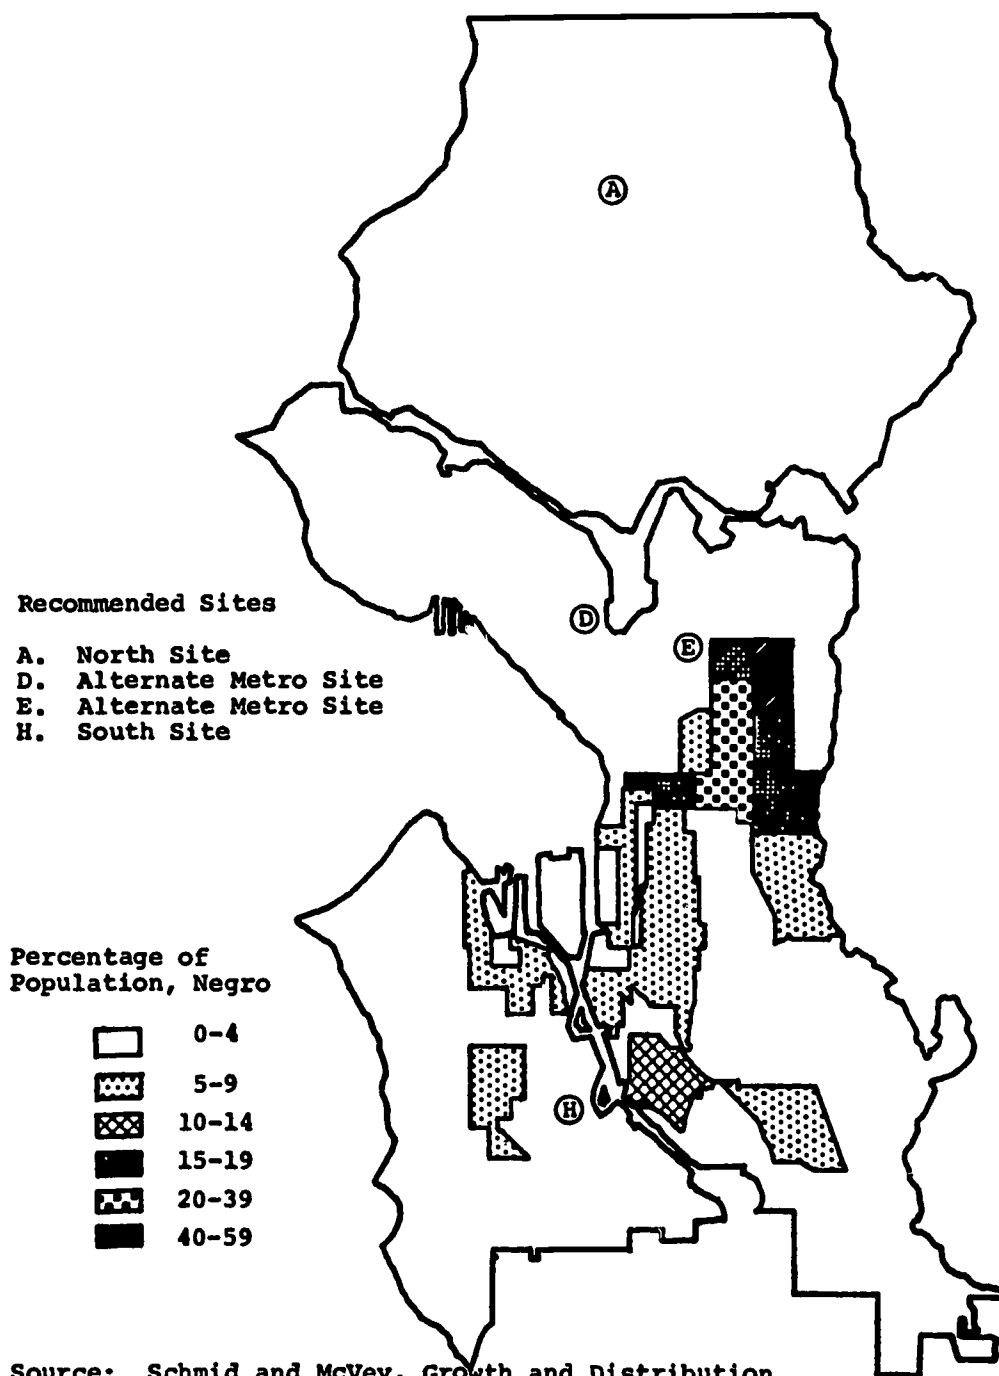 A
D
E
Recommended Sites
A. North Site
D. Alternate Metro Site
E. Alternate Metro Site
H. South Site
Percentage of
Population, Negro
0-4
5-9
10-14
15-19
20-39
40-59
H
Source: Schmid and McVey, Growth and Distribution